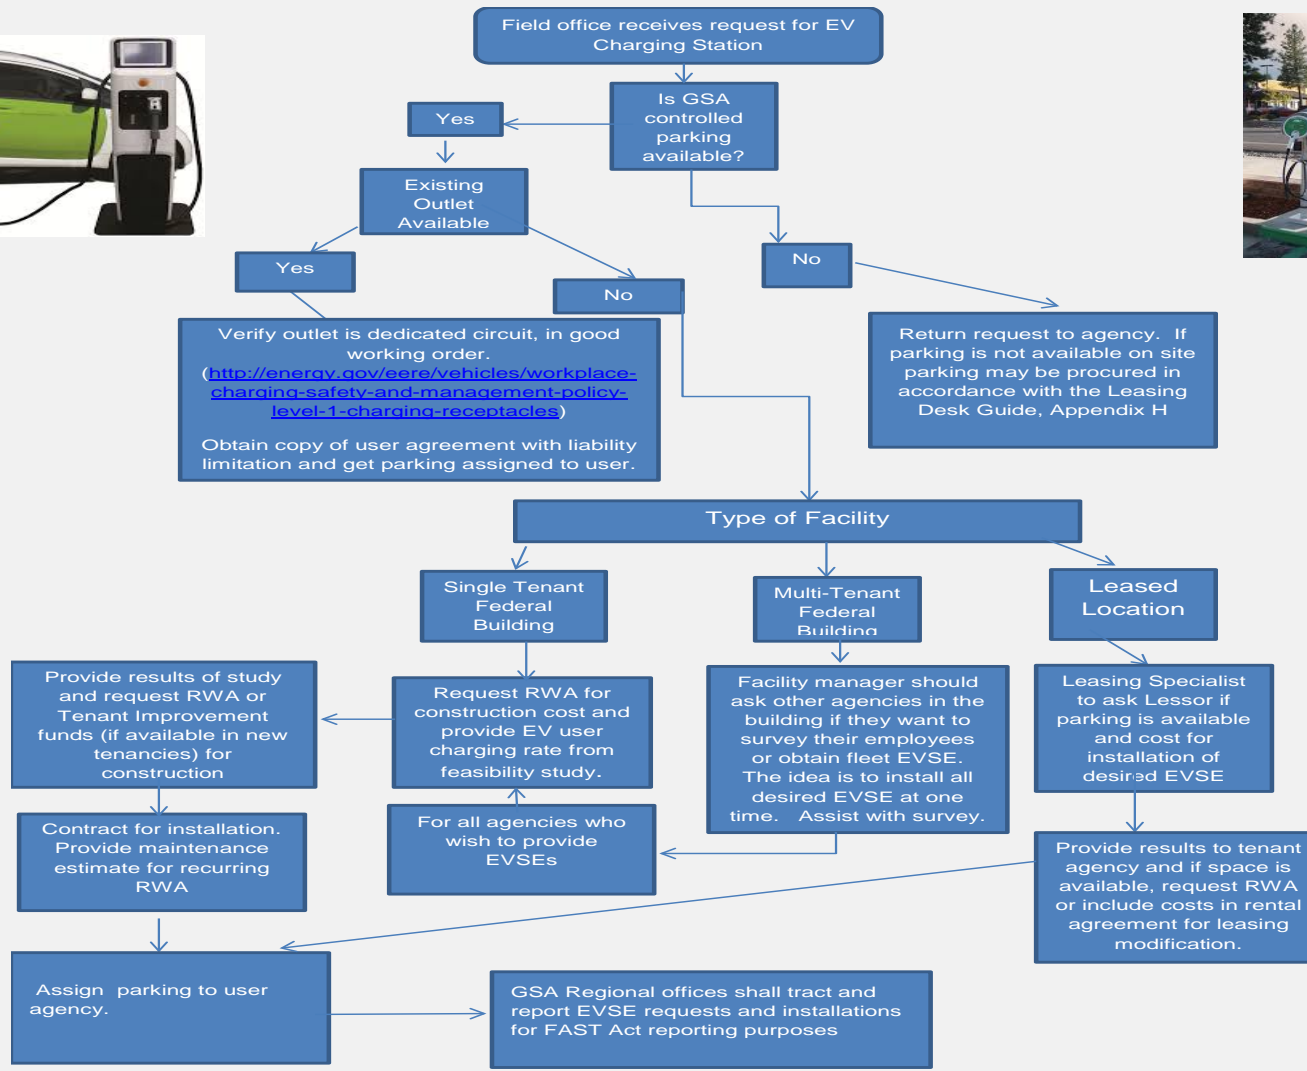 Field office receives request for EV
Charging Station
Is GSA
controlled
parking
available?
Yes
Existing
Outlet
Available
Yes
No
No
Verify outlet is dedicated circuit, in good
working order.
(http://energy.gov/eere/vehicles/workplace-
charging-safety-and-management-policy-
level-1-charging-receptacles)
Obtain copy of user agreement with liability
limitation and get parking assigned to user.
Return request to agency. If
parking is not available on site
parking may be procured in
accordance with the Leasing
Desk Guide, Appendix H
Type of Facility
Single Tenant
Federal
Building
Multi-Tenant
Federal
Building
Leased
Location
Provide results of study
and request RWA or
Tenant Improvement
funds (if available in new
tenancies) for
construction
Request RWA for
construction cost and
provide EV user
charging rate from
feasibility study.
Facility manager should
ask other agencies in the
building if they want to
survey their employees
or obtain fleet EVSE.
The idea is to install all
desired EVSE at one
time. Assist with survey.
Leasing Specialist
to ask Lessor if
parking is available
and cost for
installation of
desired EVSE
Contract for installation.
Provide maintenance
estimate for recurring
RWA
For all agencies who
wish to provide
EVSEs
Provide results to tenant
agency and if space is
available, request RWA
or include costs in rental
agreement for leasing
modification.
Assign parking to user
agency.
GSA Regional offices shall tract and
report EVSE requests and installations
for FAST Act reporting purposes